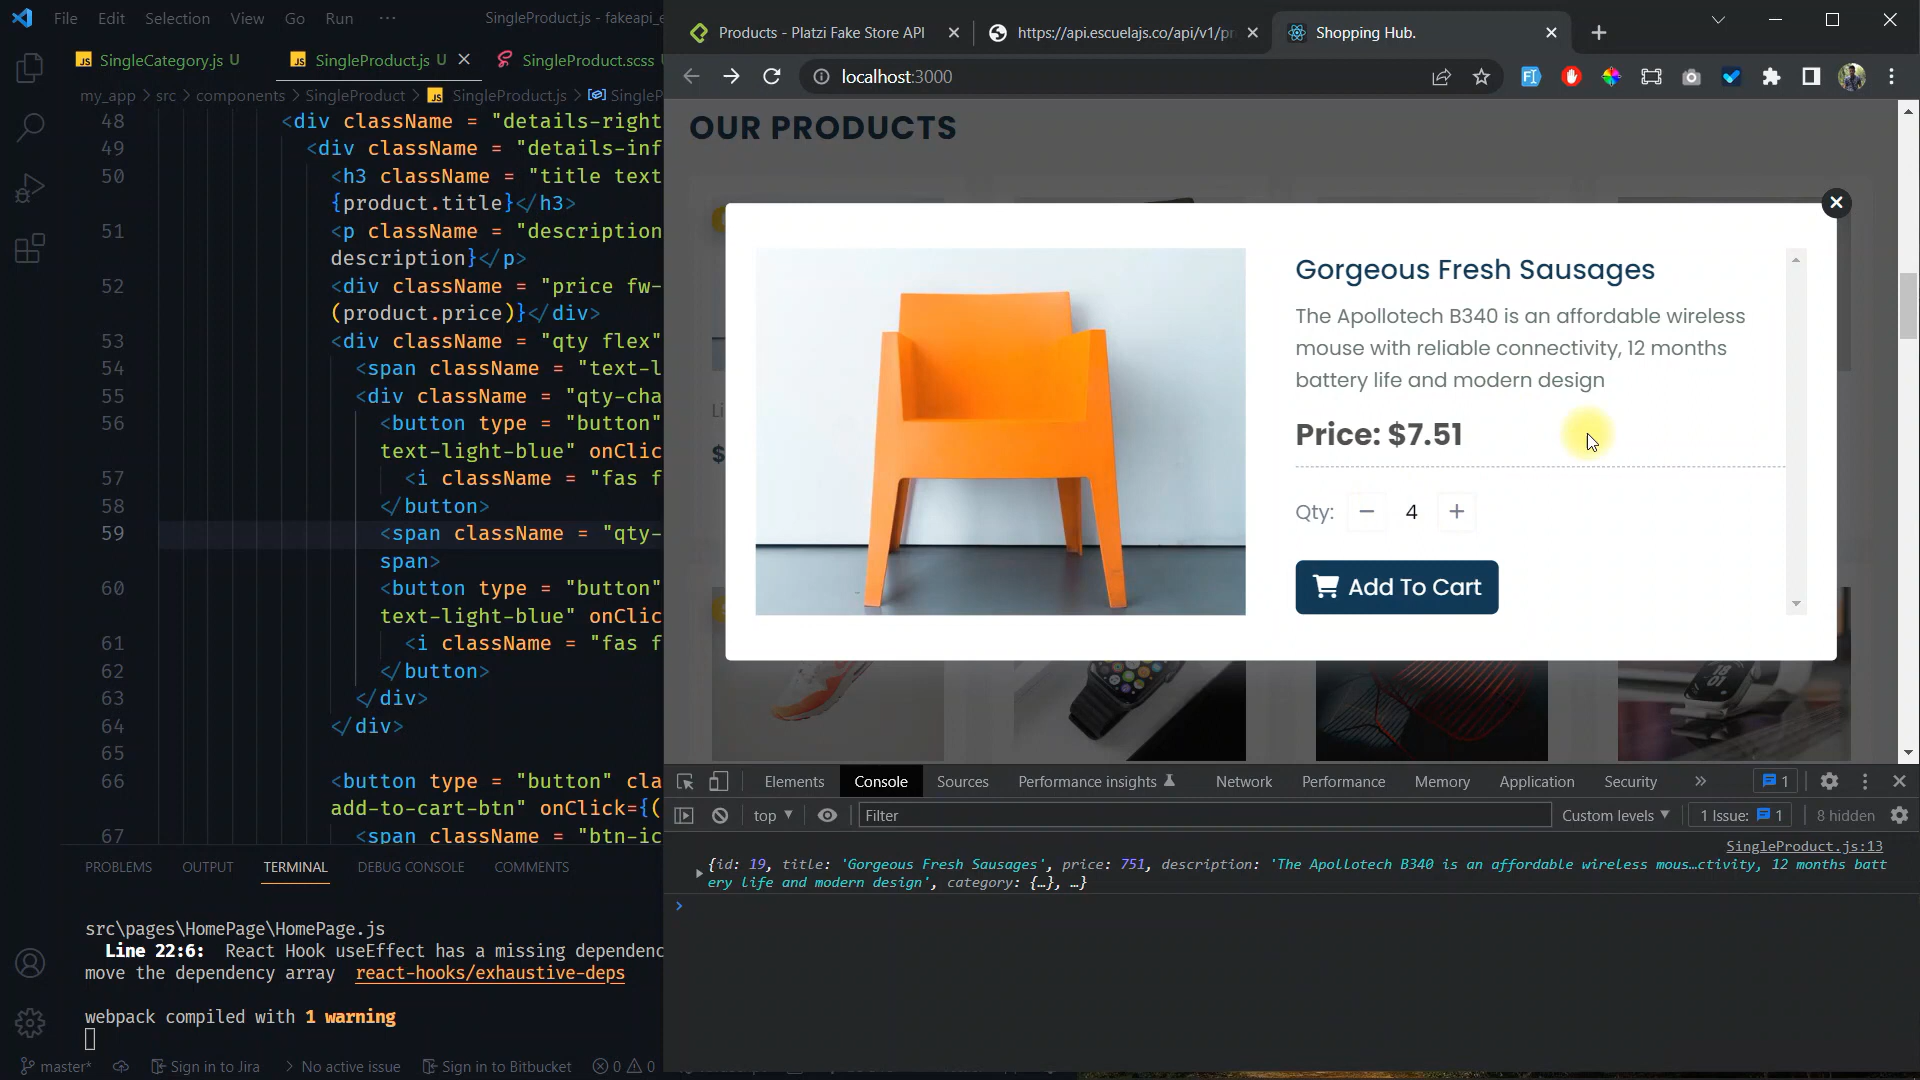 File Edit Selection View Go Run ··· SingleProduct.js - fakeapi_e
SingleCategory.js U SingleProduct.js U SingleProduct.scss
my_app > src > components > SingleProduct > SingleProduct.js > SingleP
48 <div className = "details-right
49 <div className = "details-inf
50 <h3 className = "title text
{product.title}</h3>
51 <p className = "description
description}</p>
52 <div className = "price fw-
(product.price)}</div>
53 <div className = "qty flex"
54 <span className = "text-l
55 <div className = "qty-cha
56 <button type = "button"
text-light-blue" onClic
57 <i className = "fas f
58 </button>
59 <span className = "qty-
span>
60 <button type = "button"
text-light-blue" onClic
61 <i className = "fas f
62 </button>
63 </div>
64 </div>
65
66 <button type = "button" cla
add-to-cart-btn" onClick={(
67 <span className = "btn-ic
PROBLEMS OUTPUT TERMINAL DEBUG CONSOLE COMMENTS
src\pages\HomePage\HomePage.js
Line 22:6: React Hook useEffect has a missing dependenc
move the dependency array react-hooks/exhaustive-deps
webpack compiled with 1 warning
master* Sign in to Jira > No active issue Sign in to Bitbucket 0 0
Products - Platzi Fake Store API https://api.escuelajs.co/api/v1/pr Shopping Hub.
localhost:3000
OUR PRODUCTS
Gorgeous Fresh Sausages
The Apollotech B340 is an affordable wireless
mouse with reliable connectivity, 12 months
battery life and modern design
Price: $7.51
Qty: − 4 +
Add To Cart
Li
$
Elements Console Sources Performance insights Network Performance Memory Application Security » 1
top Filter Custom levels 1 Issue: 1 8 hidden
SingleProduct.js:13
{id: 19, title: 'Gorgeous Fresh Sausages', price: 751, description: 'The Apollotech B340 is an affordable wireless mous…ctivity, 12 months batt
ery life and modern design', category: {…}, …}